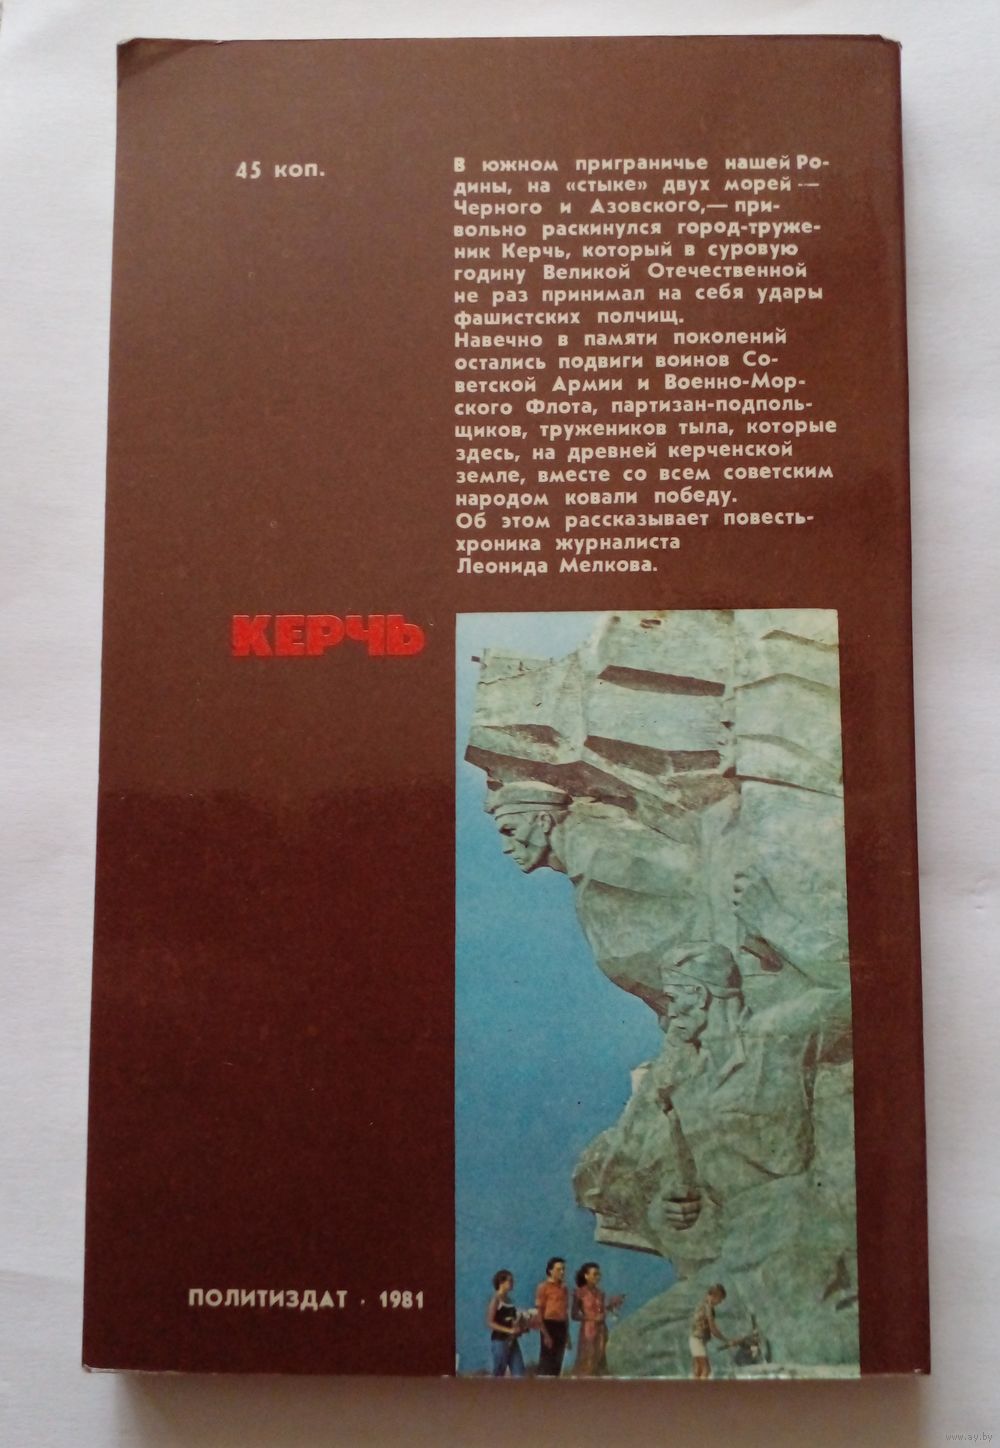 45 коп.
В южном приграничье нашей Ро-
дины, на «стыке» двух морей —
Черного и Азовского,— при-
вольно раскинулся город-труже-
ник Керчь, который в суровую
годину Великой Отечественной
не раз принимал на себя удары
фашистских полчищ.
Навечно в памяти поколений
остались подвиги воинов Со-
ветской Армии и Военно-Мор-
ского Флота, партизан-подполь-
щиков, тружеников тыла, которые
здесь, на древней керченской
земле, вместе со всем советским
народом ковали победу.
Об этом рассказывает повесть-
хроника журналиста
Леонида Мелкова.
КЕРЧЬ
ПОЛИТИЗДАТ · 1981
www.ay.by